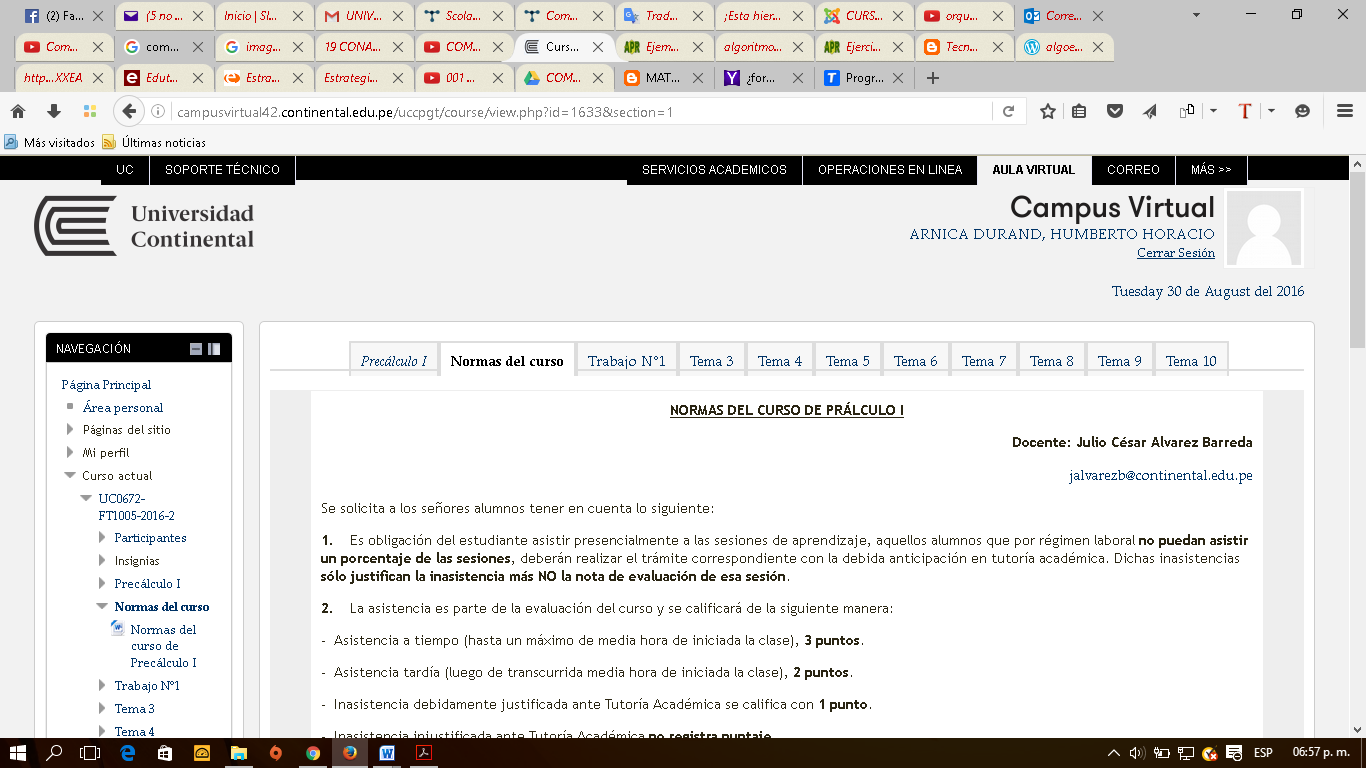 (2) Fa...
(5 no ...
Inicio | SI...
UNIV...
Scola...
Com...
Trad...
¡Esta hier...
CURS...
orqu...
Corre...
Com...
com...
imag...
19 CONA...
COM...
Curs...
Ejem...
algoritmo...
Ejerci...
Tecn...
algoe...
http...XXEA
Edut...
Estra...
Estrategi...
001 ...
COM...
MAT...
¿for...
Progr...
campusvirtual42.continental.edu.pe/uccpgt/course/view.php?id=1633&section=1
Más visitados Últimas noticias
UC SOPORTE TÉCNICO SERVICIOS ACADEMICOS OPERACIONES EN LINEA AULA VIRTUAL CORREO MÁS >>
Universidad
Continental
Campus Virtual
ARNICA DURAND, HUMBERTO HORACIO
Cerrar Sesión
Tuesday 30 de August del 2016
NAVEGACIÓN
Página Principal
Área personal
Páginas del sitio
Mi perfil
Curso actual
UC0672-
FT1005-2016-2
Participantes
Insignias
Precálculo I
Normas del curso
Normas del
curso de
Precálculo I
Trabajo N°1
Tema 3
Tema 4
Precálculo I Normas del curso Trabajo N°1 Tema 3 Tema 4 Tema 5 Tema 6 Tema 7 Tema 8 Tema 9 Tema 10
NORMAS DEL CURSO DE PRÁLCULO I
Docente: Julio César Alvarez Barreda
jalvarezb@continental.edu.pe
Se solicita a los señores alumnos tener en cuenta lo siguiente:
1. Es obligación del estudiante asistir presencialmente a las sesiones de aprendizaje, aquellos alumnos que por régimen laboral no puedan asistir
un porcentaje de las sesiones, deberán realizar el trámite correspondiente con la debida anticipación en tutoría académica. Dichas inasistencias
sólo justifican la inasistencia más NO la nota de evaluación de esa sesión.
2. La asistencia es parte de la evaluación del curso y se calificará de la siguiente manera:
- Asistencia a tiempo (hasta un máximo de media hora de iniciada la clase), 3 puntos.
- Asistencia tardía (luego de transcurrida media hora de iniciada la clase), 2 puntos.
- Inasistencia debidamente justificada ante Tutoría Académica se califica con 1 punto.
- Inasistencia injustificada ante Tutoría Académica no registra puntaje.
ESP 06:57 p. m.